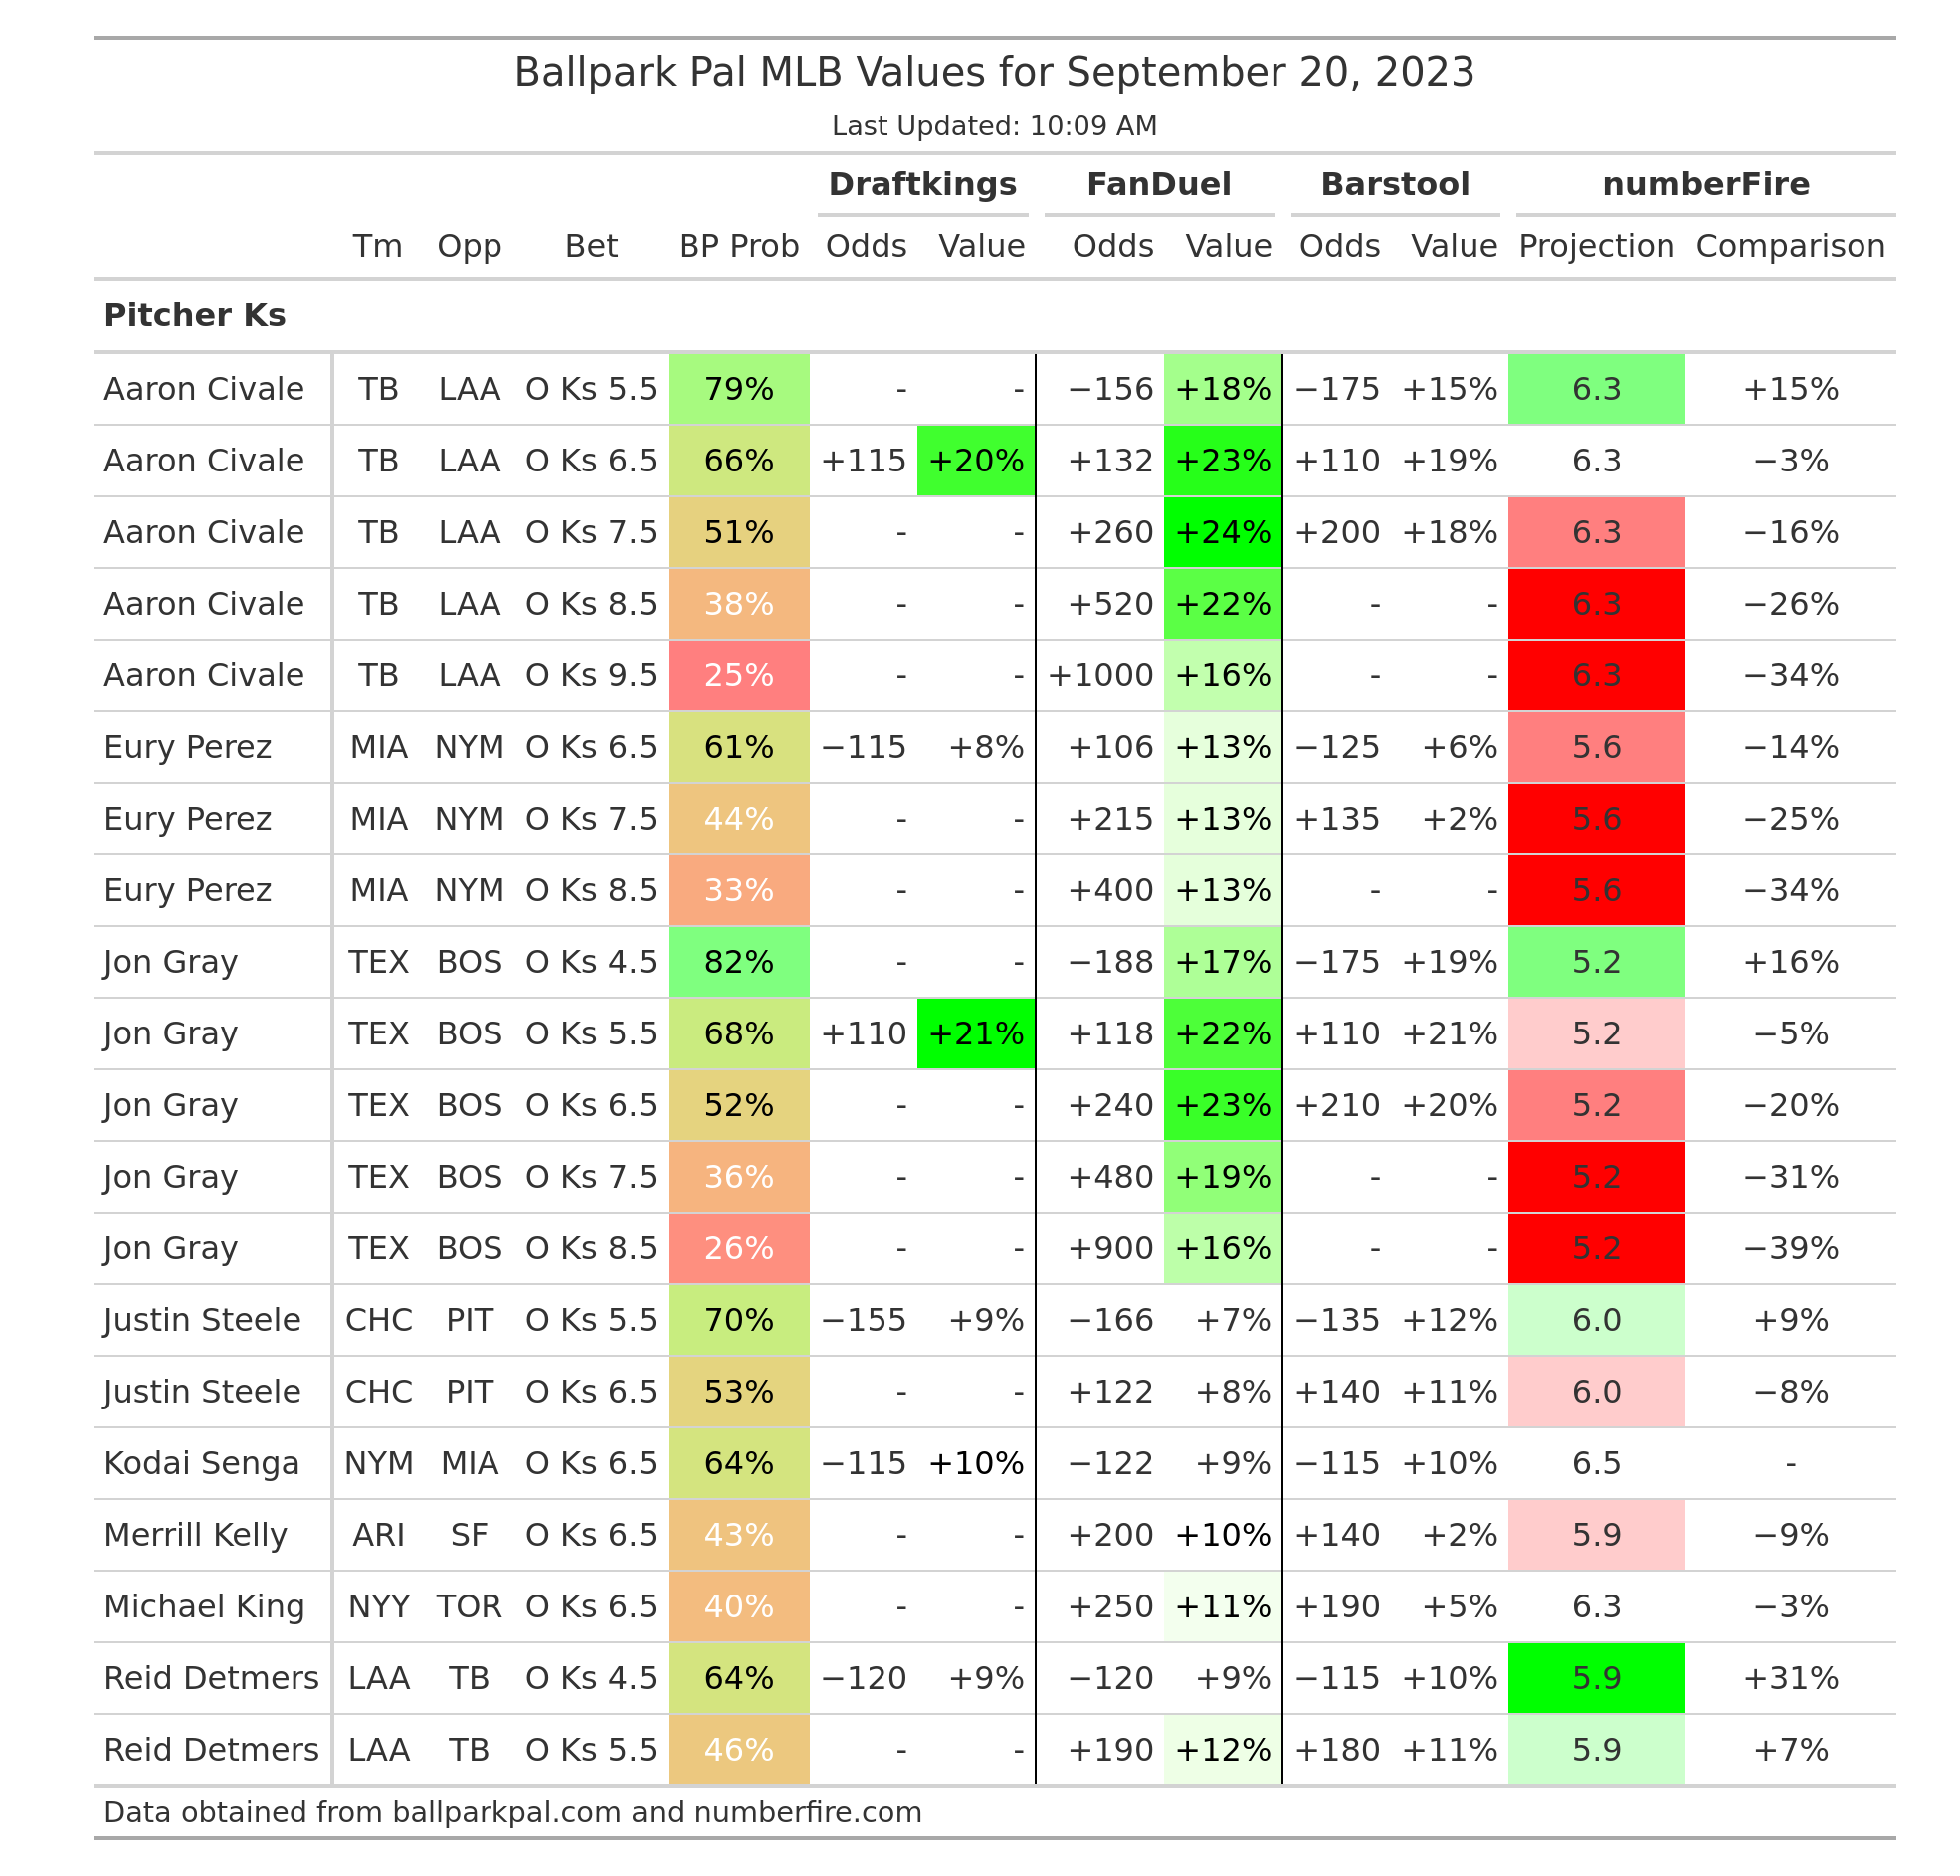 Ballpark Pal MLB Values for September 20, 2023
Last Updated: 10:09 AM
Draftkings FanDuel Barstool numberFire
Tm Opp Bet BP Prob Odds Value Odds Value Odds Value Projection Comparison
Pitcher Ks
Aaron Civale TB LAA O Ks 5.5 79% - - −156 +18% −175 +15% 6.3 +15%
Aaron Civale TB LAA O Ks 6.5 66% +115 +20% +132 +23% +110 +19% 6.3 −3%
Aaron Civale TB LAA O Ks 7.5 51% - - +260 +24% +200 +18% 6.3 −16%
Aaron Civale TB LAA O Ks 8.5 38% - - +520 +22% - - 6.3 −26%
Aaron Civale TB LAA O Ks 9.5 25% - - +1000 +16% - - 6.3 −34%
Eury Perez MIA NYM O Ks 6.5 61% −115 +8% +106 +13% −125 +6% 5.6 −14%
Eury Perez MIA NYM O Ks 7.5 44% - - +215 +13% +135 +2% 5.6 −25%
Eury Perez MIA NYM O Ks 8.5 33% - - +400 +13% - - 5.6 −34%
Jon Gray TEX BOS O Ks 4.5 82% - - −188 +17% −175 +19% 5.2 +16%
Jon Gray TEX BOS O Ks 5.5 68% +110 +21% +118 +22% +110 +21% 5.2 −5%
Jon Gray TEX BOS O Ks 6.5 52% - - +240 +23% +210 +20% 5.2 −20%
Jon Gray TEX BOS O Ks 7.5 36% - - +480 +19% - - 5.2 −31%
Jon Gray TEX BOS O Ks 8.5 26% - - +900 +16% - - 5.2 −39%
Justin Steele CHC PIT O Ks 5.5 70% −155 +9% −166 +7% −135 +12% 6.0 +9%
Justin Steele CHC PIT O Ks 6.5 53% - - +122 +8% +140 +11% 6.0 −8%
Kodai Senga NYM MIA O Ks 6.5 64% −115 +10% −122 +9% −115 +10% 6.5 -
Merrill Kelly ARI SF O Ks 6.5 43% - - +200 +10% +140 +2% 5.9 −9%
Michael King NYY TOR O Ks 6.5 40% - - +250 +11% +190 +5% 6.3 −3%
Reid Detmers LAA TB O Ks 4.5 64% −120 +9% −120 +9% −115 +10% 5.9 +31%
Reid Detmers LAA TB O Ks 5.5 46% - - +190 +12% +180 +11% 5.9 +7%
Data obtained from ballparkpal.com and numberfire.com